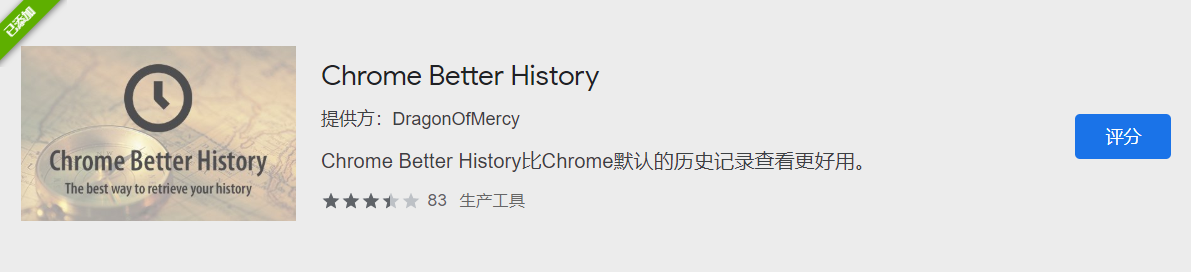 已添加
Chrome Better History
The best way to retrieve your history
Chrome Better History
提供方：DragonOfMercy
Chrome Better History比Chrome默认的历史记录查看更好用。
83 生产工具
评分